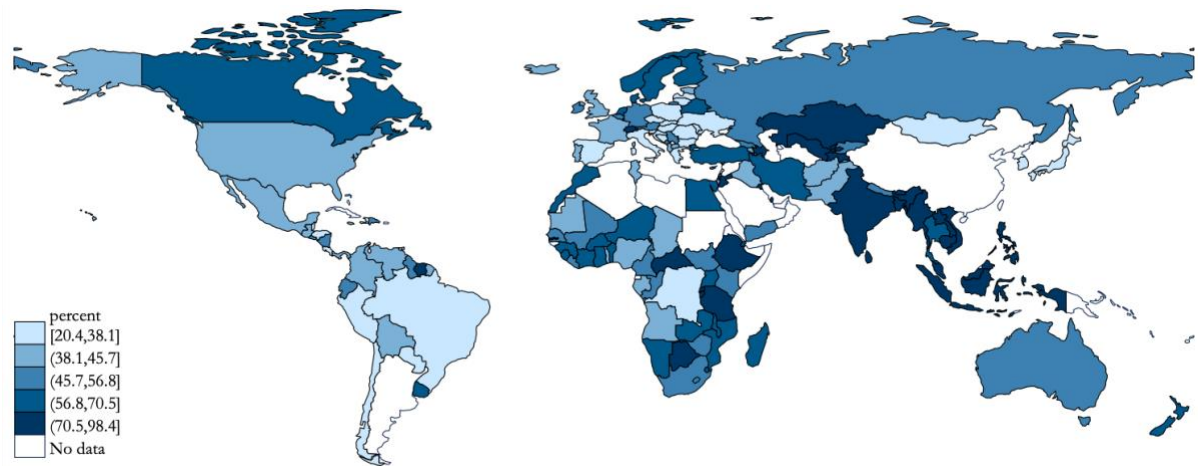 percent
[20.4,38.1]
(38.1,45.7]
(45.7,56.8]
(56.8,70.5]
(70.5,98.4]
No data